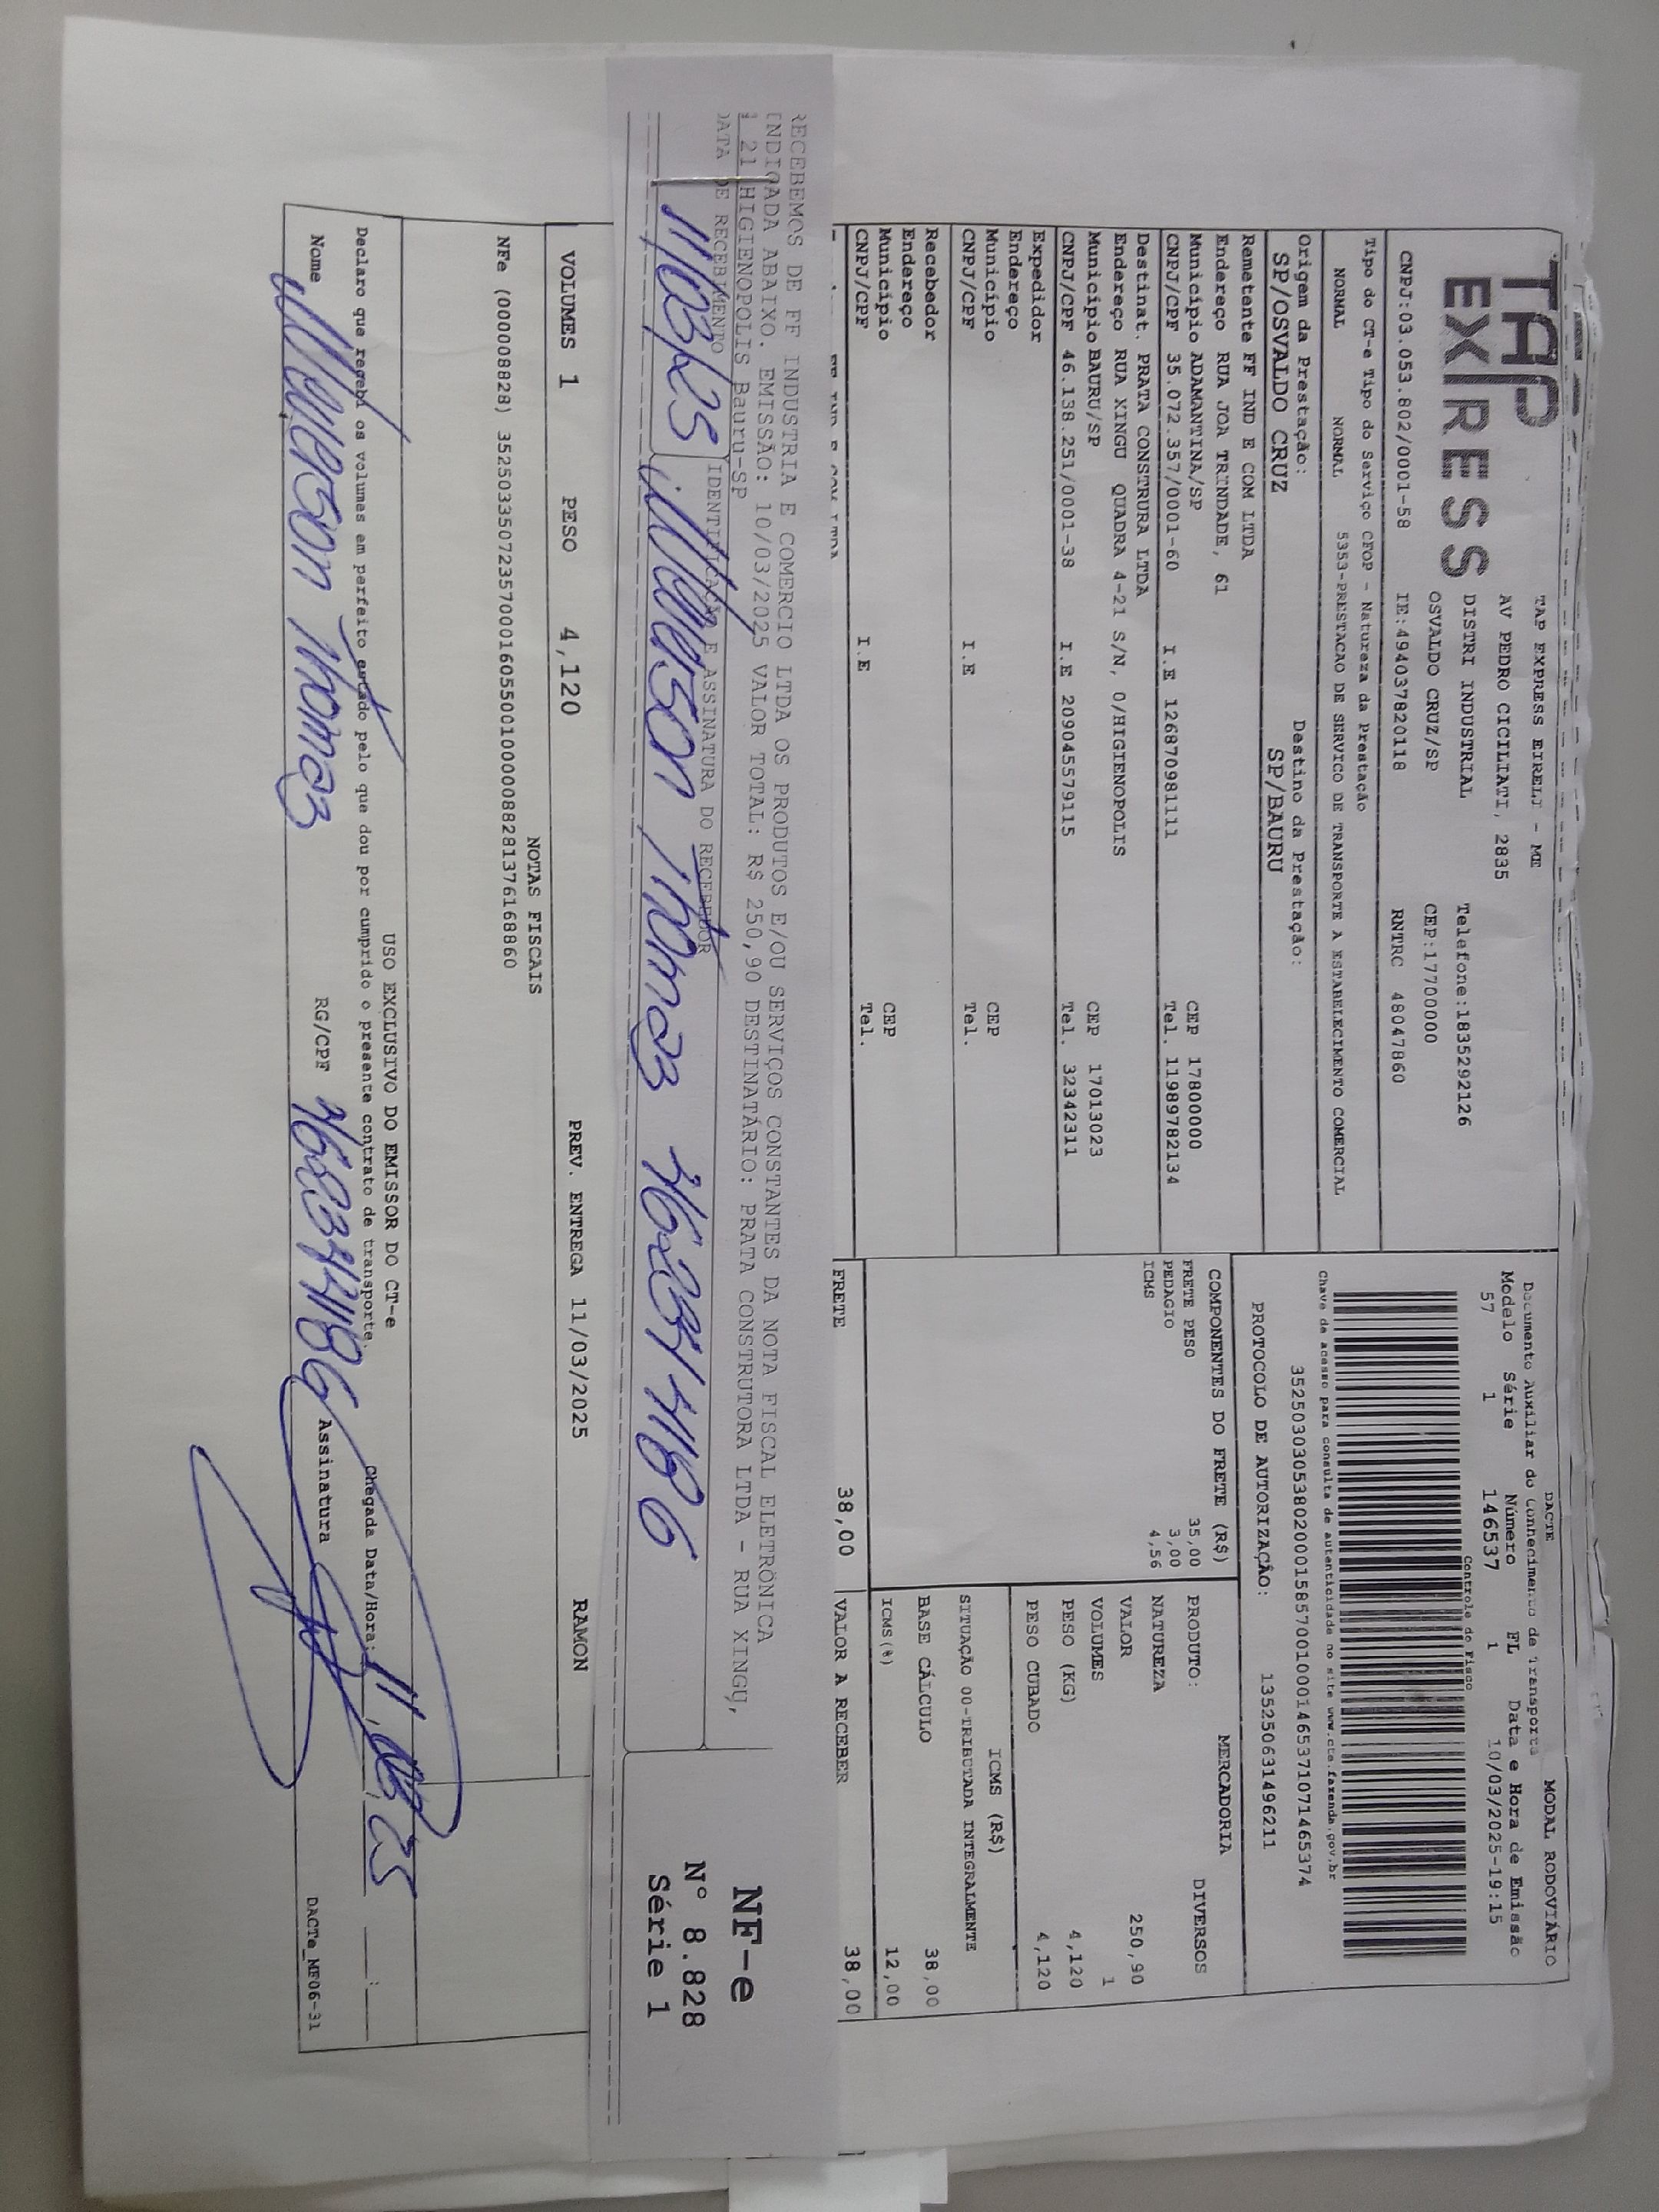 TAP
EXPRESS
TAP EXPRESS EIRELI - ME
AV PEDRO CICILIATI, 2835
DISTRI INDUSTRIAL
OSVALDO CRUZ/SP
Telefone:1835292126
CEP:17700000
CNPJ:03.053.802/0001-58 IE:494037820118 RNTRC 48047860
DACTE
MODAL RODOVIÁRIO
Documento Auxiliar do Conhecimento de Transporte
Modelo Série Número FL Data e Hora de Emissão
57 1 146537 1 10/03/2025-19:15
Controle do Fisco
Chave de acesso para consulta de autenticidade no site www.cte.fazenda.gov.br
35250303053802000158570010001465371071465374
PROTOCOLO DE AUTORIZAÇÃO: 135250631496211
Tipo do CT-e Tipo do Serviço CFOP - Natureza da Prestação
NORMAL NORMAL 5353-PRESTACAO DE SERVICO DE TRANSPORTE A ESTABELECIMENTO COMERCIAL
Origem da Prestação: Destino da Prestação:
SP/OSVALDO CRUZ SP/BAURU
Remetante FF IND E COM LTDA
Endereço RUA JOA TRINDADE, 61
Município ADAMANTINA/SP CEP 17800000
CNPJ/CPF 35.072.357/0001-60 I.E 126870981111 Tel. 11989782134
Destinat. PRATA CONSTRURA LTDA
Endereço RUA XINGU QUADRA 4-21 S/N, 0/HIGIENOPOLIS
Município BAURU/SP CEP 17013023
CNPJ/CPF 46.138.251/0001-38 I.E 209045579115 Tel. 32342311
Expedidor
Endereço
Município CEP
CNPJ/CPF I.E Tel.
Recebador
Endereço
Município CEP
CNPJ/CPF I.E Tel.
COMPONENTES DO FRETE (R$)
FRETE PESO 35,00
PEDAGIO 3,00
ICMS 4,56
MERCADORIA
PRODUTO: DIVERSOS
NATUREZA
VALOR 250,90
VOLUMES 1
PESO (KG) 4,120
PESO CUBADO 4,120
ICMS (R$)
SITUAÇÃO 00-TRIBUTADA INTEGRALMENTE
BASE CÁLCULO 38,00
ICMS(%) 12,00
FRETE 38,00 VALOR A RECEBER 38,00
RECEBEMOS DE FF INDUSTRIA E COMERCIO LTDA OS PRODUTOS E/OU SERVIÇOS CONSTANTES DA NOTA FISCAL ELETRÔNICA
INDICADA ABAIXO. EMISSÃO: 10/03/2025 VALOR TOTAL: R$ 250,90 DESTINATÁRIO: PRATA CONSTRUTORA LTDA - RUA XINGU,
21 HIGIENOPOLIS Bauru-SP
DATA DE RECEBIMENTO IDENTIFICAÇÃO E ASSINATURA DO RECEBEDOR
11/03/25 Thomaz
NF-e
Nº 8.828
Série 1
VOLUMES 1 PESO 4,120 PREV. ENTREGA 11/03/2025 RAMON
NOTAS FISCAIS
NFe (000008828) 35250335072357000160550010000088281376168860
USO EXCLUSIVO DO EMISSOR DO CT-e
Declaro que recebi os volumes em perfeito estado pelo que dou por cumprido o presente contrato de transporte. Chegada Data/Hora:
Nome Thomaz RG/CPF Assinatura
DACTe_MF06-31